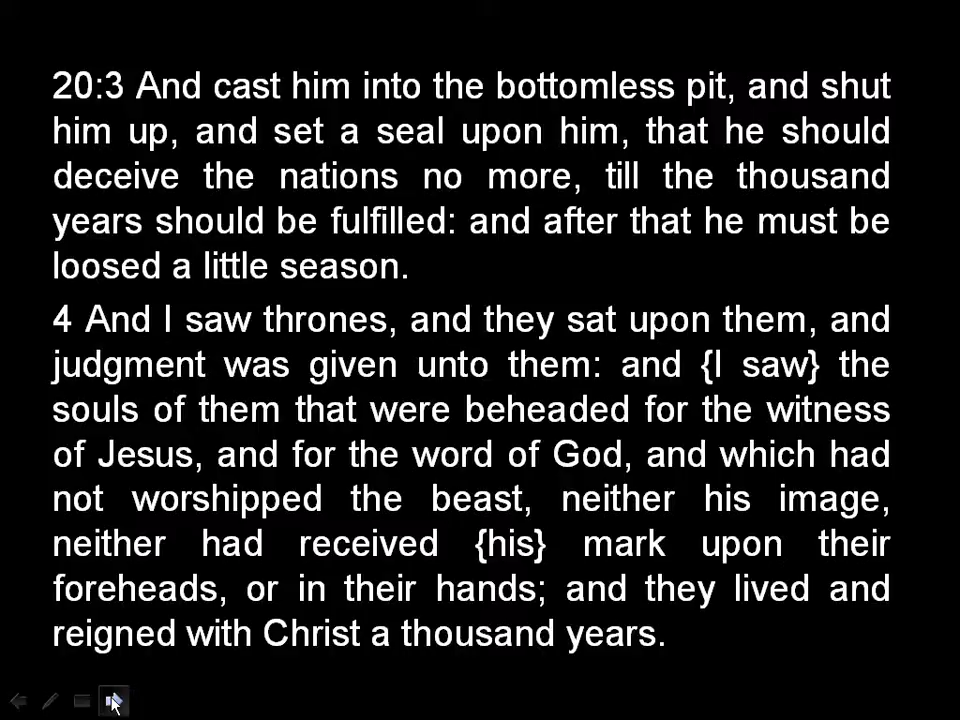 20:3 And cast him into the bottomless pit, and shut
him up, and set a seal upon him, that he should
deceive the nations no more, till the thousand
years should be fulfilled: and after that he must be
loosed a little season.
4 And I saw thrones, and they sat upon them, and
judgment was given unto them: and {I saw} the
souls of them that were beheaded for the witness
of Jesus, and for the word of God, and which had
not worshipped the beast, neither his image,
neither had received {his} mark upon their
foreheads, or in their hands; and they lived and
reigned with Christ a thousand years.